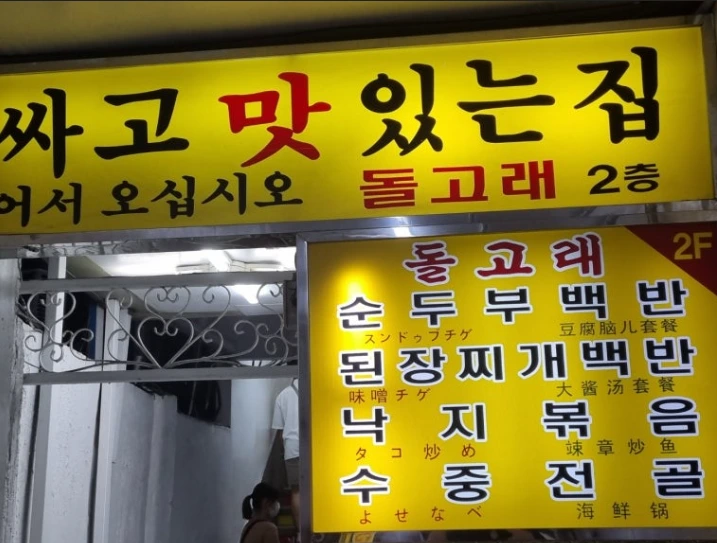 싸고 맛있는집
어서 오십시오 돌고래 2층
돌고래 2F
순두부백반
スンドゥブチゲ 豆腐脑儿套餐
된장찌개백반
味噌チゲ 大酱汤套餐
낙지볶음
タコ炒め 辣章炒鱼
수중전골
よせなべ 海鲜锅